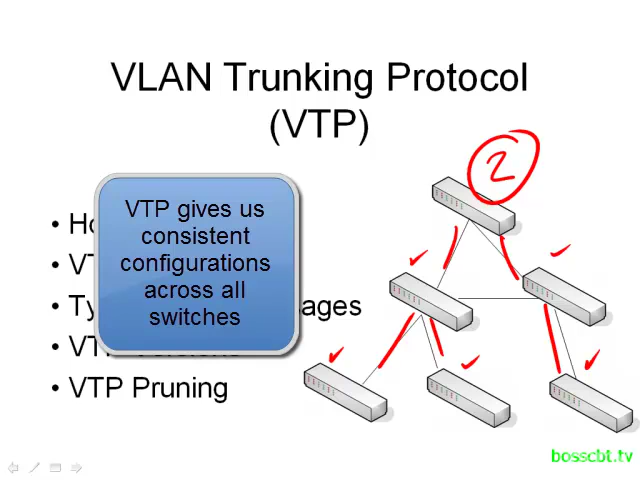 VLAN Trunking Protocol
(VTP)
2
VTP gives us
consistent
configurations
across all
switches
• Ho
• VT
• Ty ages
• VT
• VTP Pruning
bosscbt.tv